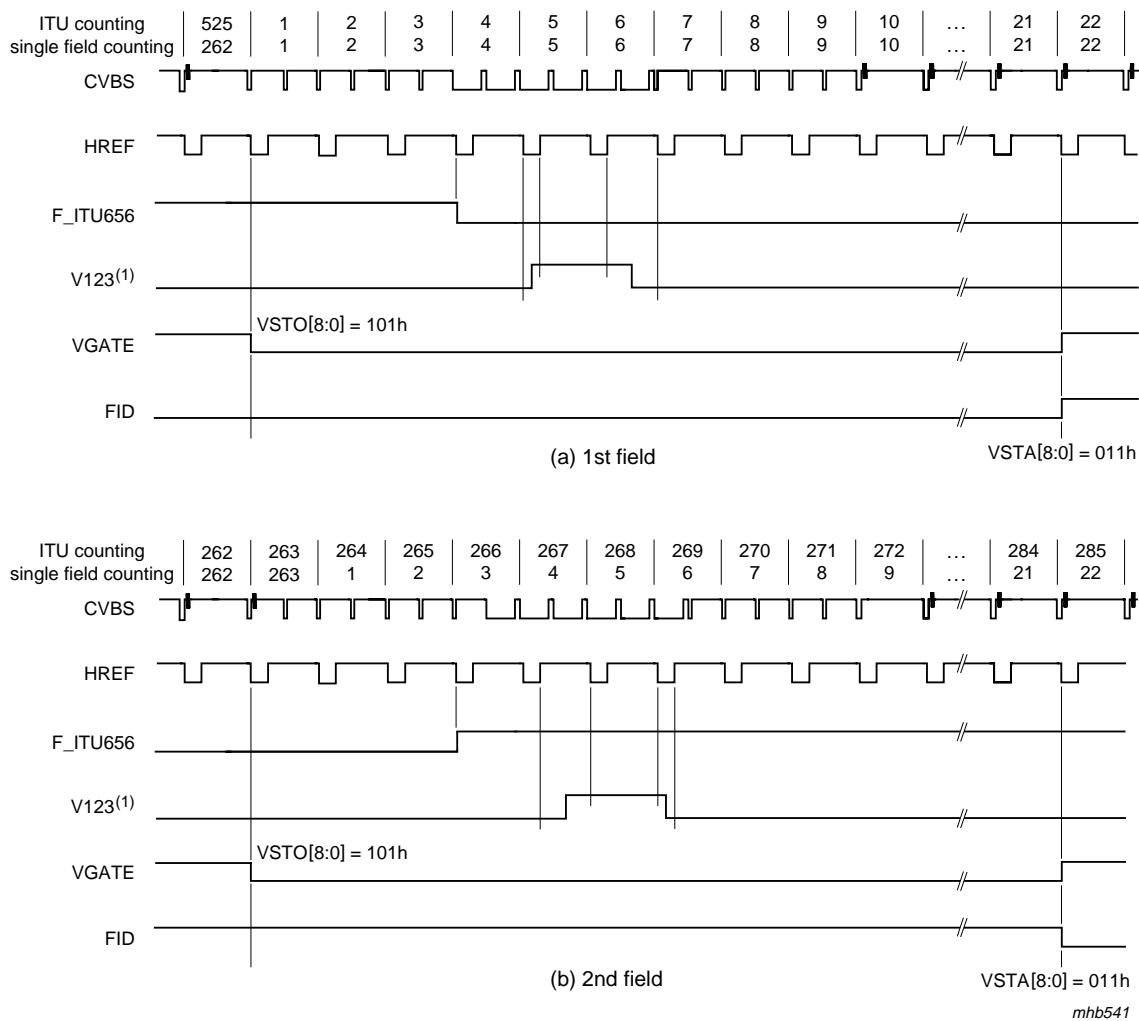 ITU counting 525 1 2 3 4 5 6 7 8 9 10 ... 21 22
single field counting 262 1 2 3 4 5 6 7 8 9 10 ... 21 22
CVBS
HREF
F_ITU656
V123(1)
VSTO[8:0] = 101h
VGATE
FID
(a) 1st field
VSTA[8:0] = 011h
ITU counting 262 263 264 265 266 267 268 269 270 271 272 ... 284 285
single field counting 262 263 1 2 3 4 5 6 7 8 9 ... 21 22
CVBS
HREF
F_ITU656
V123(1)
VSTO[8:0] = 101h
VGATE
FID
(b) 2nd field
VSTA[8:0] = 011h
mhb541